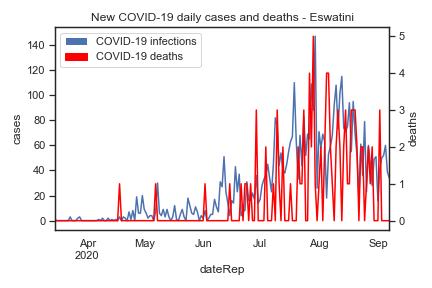 New COVID-19 daily cases and deaths - Eswatini
COVID-19 infections
COVID-19 deaths
140
120
100
80
60
40
20
0
cases
5
4
3
2
1
0
deaths
Apr
2020
May
Jun
Jul
Aug
Sep
dateRep